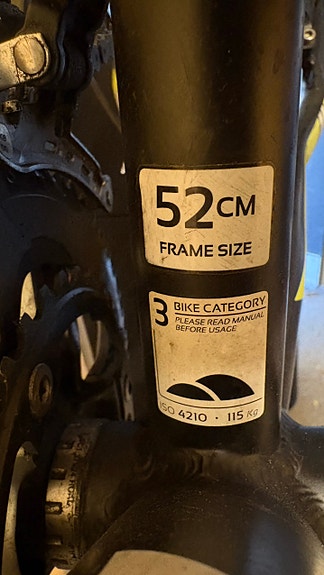 52CM
FRAME SIZE
3 BIKE CATEGORY
PLEASE READ MANUAL
BEFORE USAGE
ISO 4210 · 115 Kg